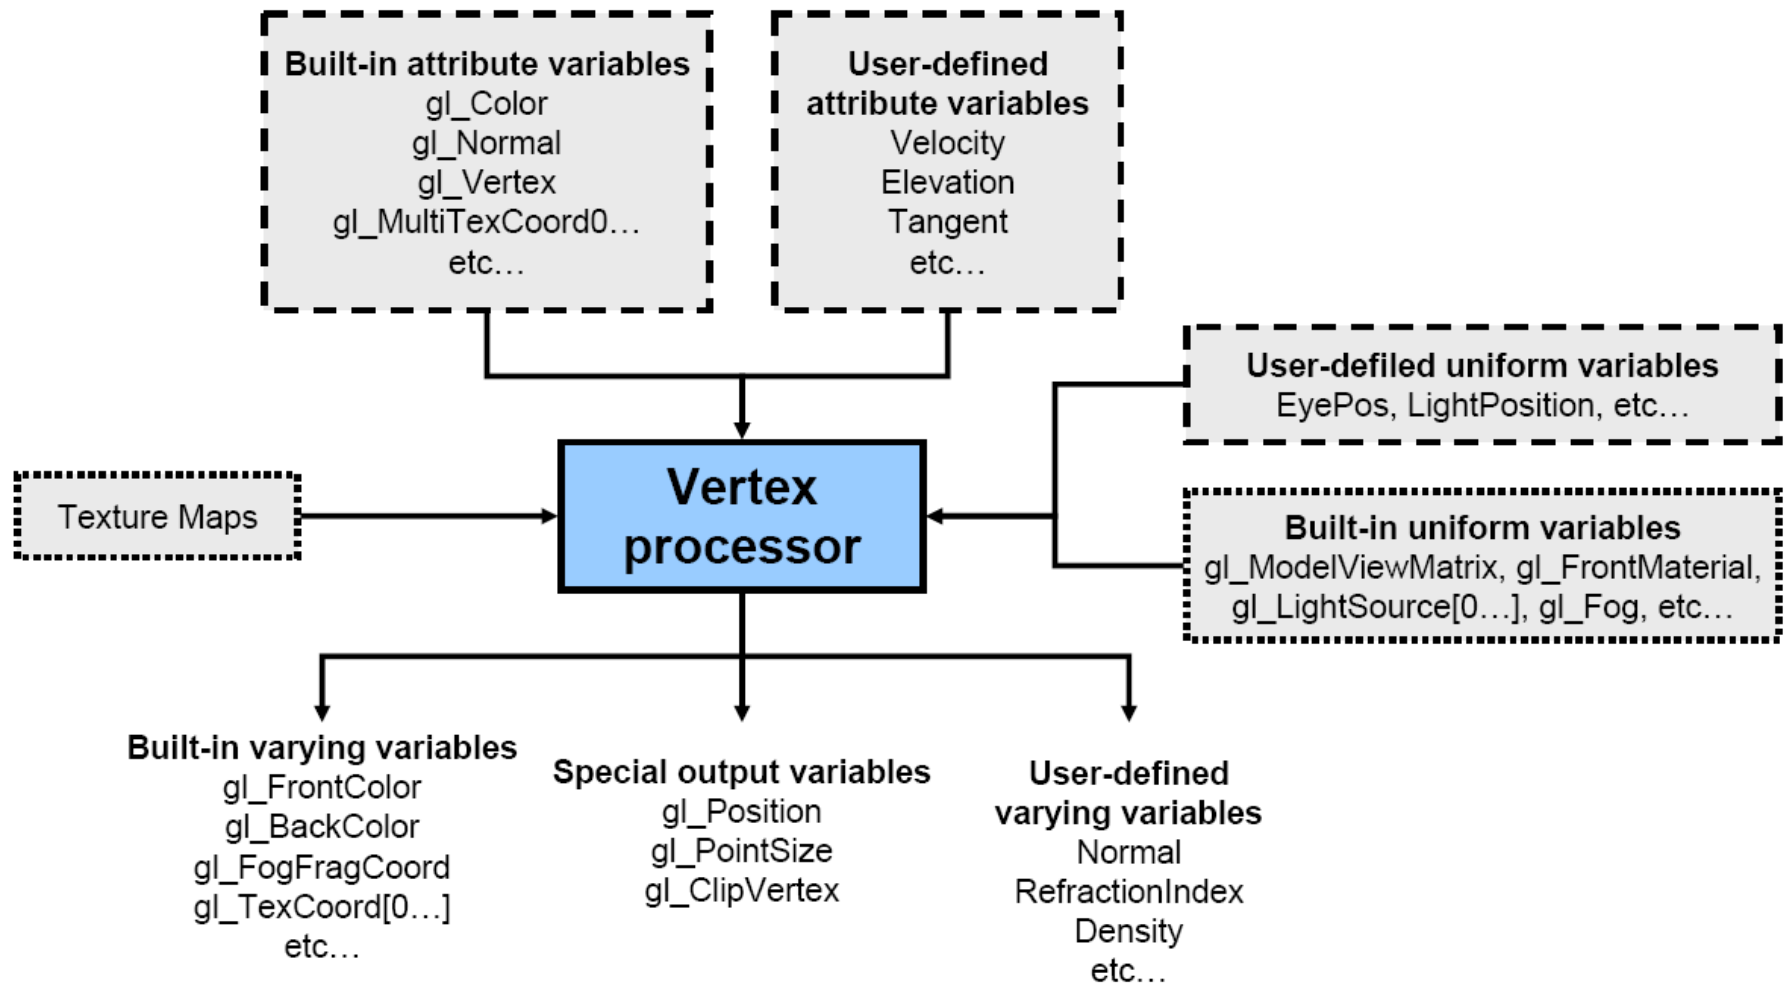 Built-in attribute variables
gl_Color
gl_Normal
gl_Vertex
gl_MultiTexCoord0…
etc…
User-defined
attribute variables
Velocity
Elevation
Tangent
etc…
User-defiled uniform variables
EyePos, LightPosition, etc…
Texture Maps
Vertex
processor
Built-in uniform variables
gl_ModelViewMatrix, gl_FrontMaterial,
gl_LightSource[0…], gl_Fog, etc…
Built-in varying variables
gl_FrontColor
gl_BackColor
gl_FogFragCoord
gl_TexCoord[0…]
etc…
Special output variables
gl_Position
gl_PointSize
gl_ClipVertex
User-defined
varying variables
Normal
RefractionIndex
Density
etc…